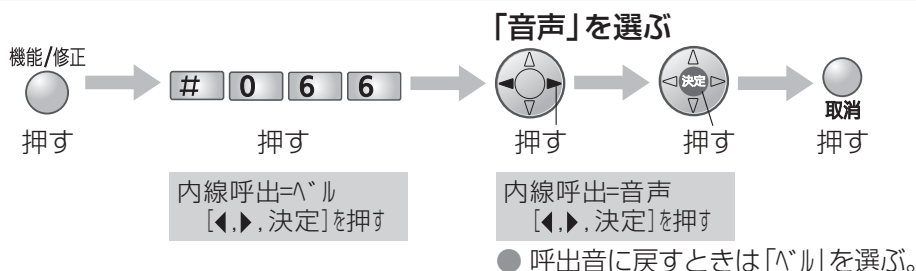 「音声」を選ぶ
機能/修正
# 0 6 6
決定
取消
押す 押す 押す 押す 押す
内線呼出=ﾍﾞﾙ
[◀,▶,決定]を押す
内線呼出=音声
[◀,▶,決定]を押す
● 呼出音に戻すときは「ﾍﾞﾙ」を選ぶ。